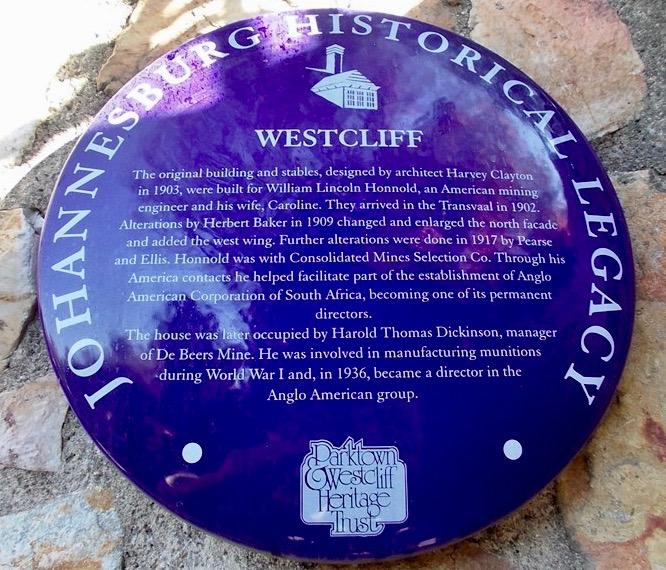 JOHANNESBURG HISTORICAL LEGACY
WESTCLIFF
The original building and stables, designed by architect Harvey Clayton
in 1903, were built for William Lincoln Honnold, an American mining
engineer and his wife, Caroline. They arrived in the Transvaal in 1902.
Alterations by Herbert Baker in 1909 changed and enlarged the north facade
and added the west wing. Further alterations were done in 1917 by Pearse
and Ellis. Honnold was with Consolidated Mines Selection Co. Through his
America contacts he helped facilitate part of the establishment of Anglo
American Corporation of South Africa, becoming one of its permanent
directors.
The house was later occupied by Harold Thomas Dickinson, manager
of De Beers Mine. He was involved in manufacturing munitions
during World War I and, in 1936, became a director in the
Anglo American group.
Parktown
& Westcliff
Heritage
Trust